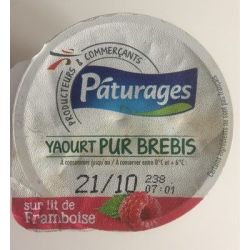 PRODUCTEURS & COMMERÇANTS
Pâturages
YAOURT PUR BREBIS
A consommer jusqu'au / A conserver entre 0°C et + 6°C :
21/10 238
07:01
sur lit de
Framboise